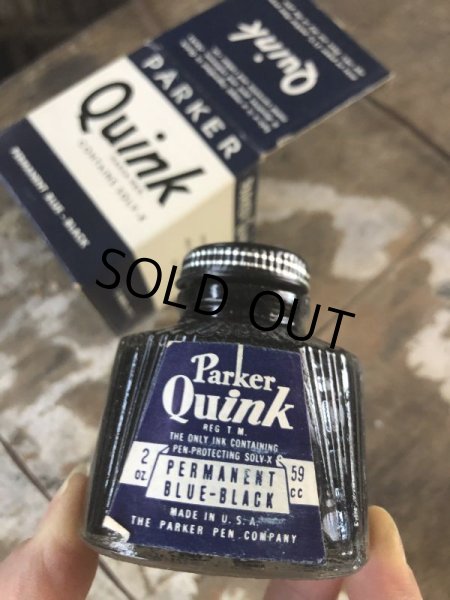 PARKER
Quink
CONTAINS SOLV-X
PERMANENT BLUE-BLACK
Quink
SOLD OUT
Parker
Quink
REG T.M.
THE ONLY INK CONTAINING
PEN-PROTECTING SOLV-X
2 oz. PERMANENT 59 cc
BLUE-BLACK
MADE IN U.S.A.
THE PARKER PEN COMPANY